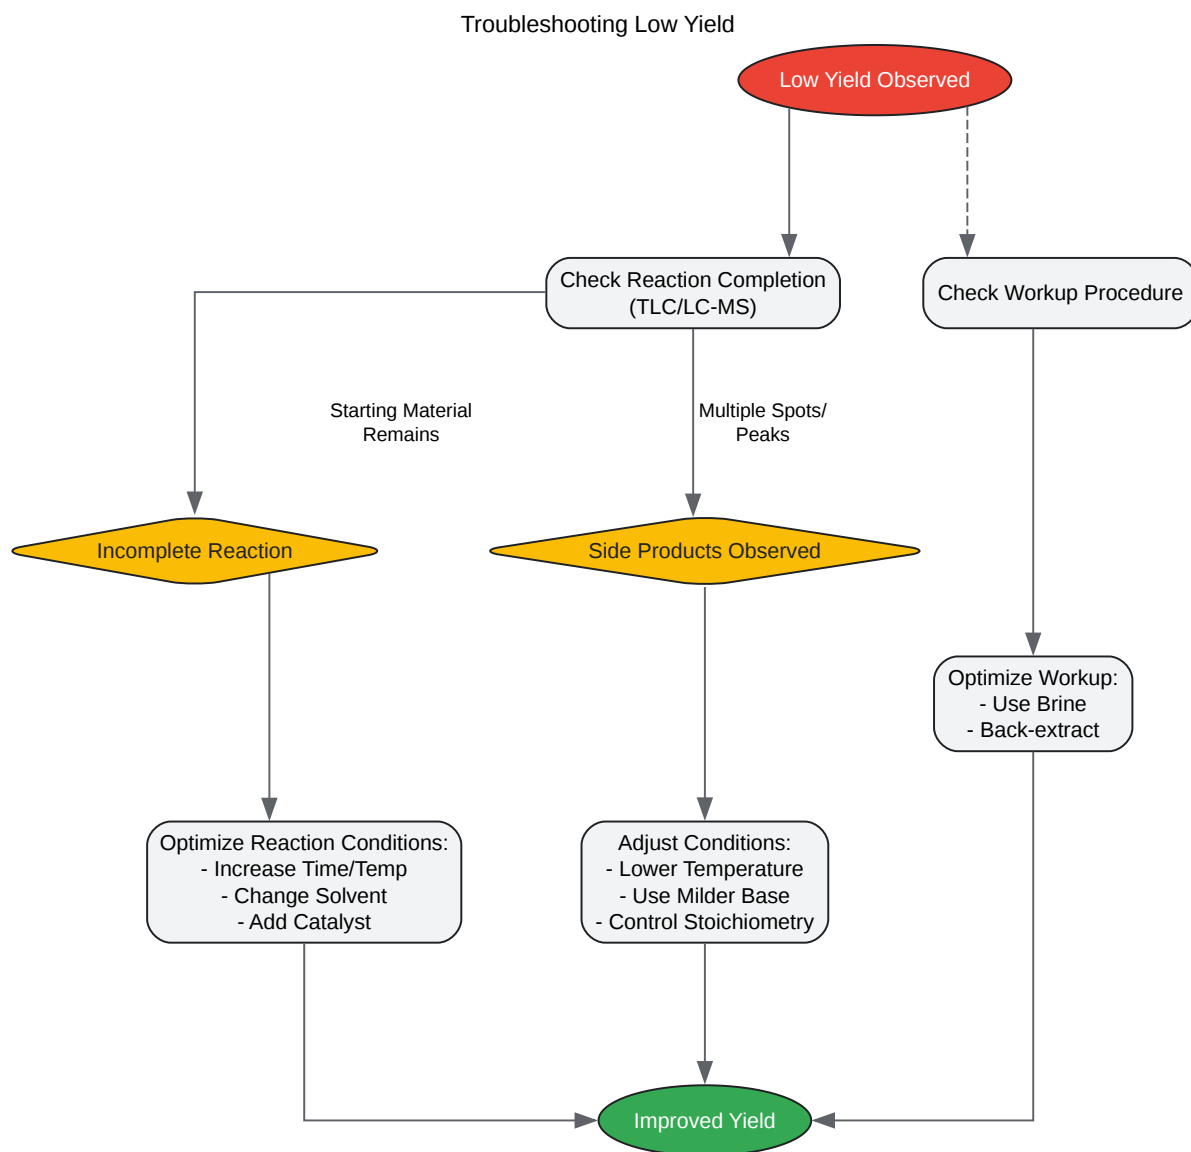 Troubleshooting Low Yield
Low Yield Observed
Check Reaction Completion
(TLC/LC-MS)
Check Workup Procedure
Starting Material
Remains
Multiple Spots/
Peaks
Incomplete Reaction
Side Products Observed
Optimize Workup:
- Use Brine
- Back-extract
Optimize Reaction Conditions:
- Increase Time/Temp
- Change Solvent
- Add Catalyst
Adjust Conditions:
- Lower Temperature
- Use Milder Base
- Control Stoichiometry
Improved Yield